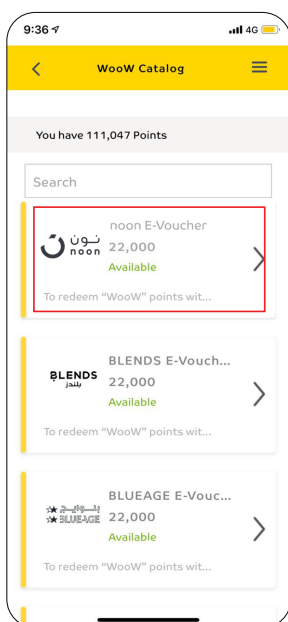 9:36
4G
WooW Catalog
You have 111,047 Points
Search
نون
noon
noon E-Voucher
22,000
Available
To redeem “WooW” points wit...
BLENDS
بلندز
BLENDS E-Vouch...
22,000
Available
To redeem “WooW” points wit...
بلوايج
BLUEAGE
BLUEAGE E-Vouc...
22,000
Available
To redeem “WooW” points wit...